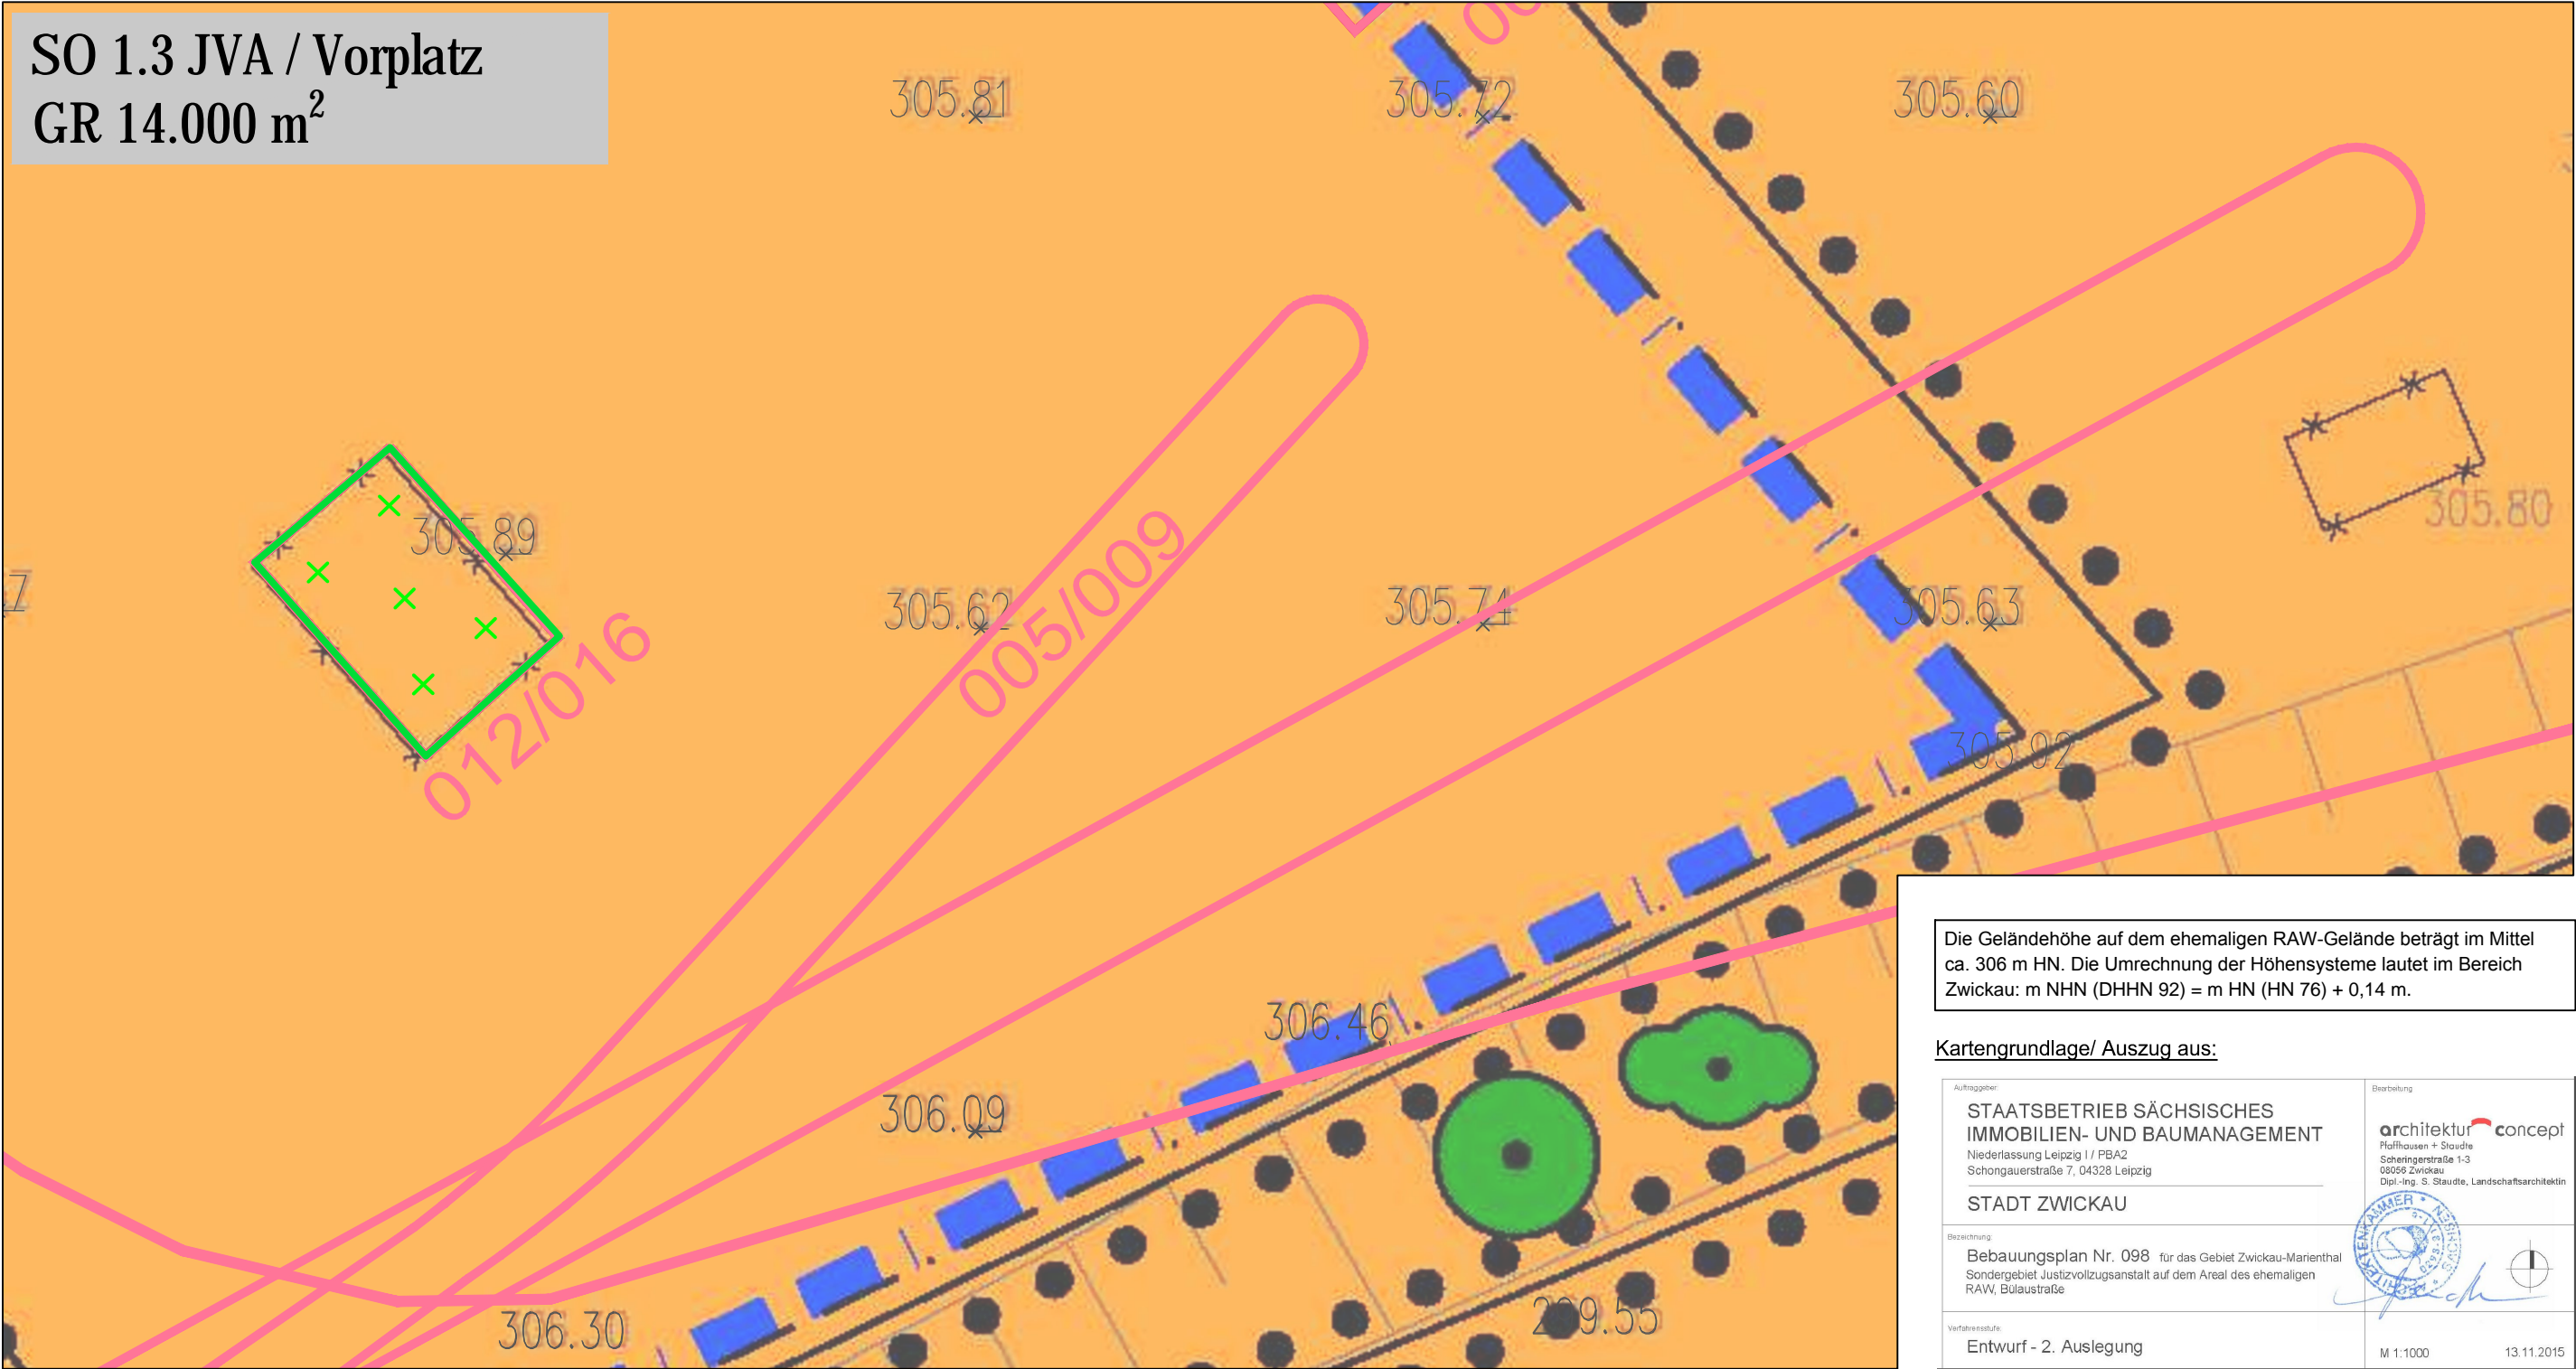 SO 1.3 JVA / Vorplatz
GR 14.000 m²
305.81
305.72
305.60
305.89
305.80
305.62
005/009
305.71
305.63
012/016
305.92
306.46
306.09
306.30
Die Geländehöhe auf dem ehemaligen RAW-Gelände beträgt im Mittel
ca. 306 m HN. Die Umrechnung der Höhensysteme lautet im Bereich
Zwickau: m NHN (DHHN 92) = m HN (HN 76) + 0,14 m.
Kartengrundlage/ Auszug aus:
Auftraggeber:
STAATSBETRIEB SÄCHSISCHES
IMMOBILIEN- UND BAUMANAGEMENT
Niederlassung Leipzig I / PBA2
Schongauerstraße 7, 04328 Leipzig
STADT ZWICKAU
Bearbeitung
architektur concept
Pfaffhausen + Staudte
Scheringerstraße 1-3
08056 Zwickau
Dipl.-Ing. S. Staudte, Landschaftsarchitektin
Bezeichnung:
Bebauungsplan Nr. 098 für das Gebiet Zwickau-Marienthal
Sondergebiet Justizvollzugsanstalt auf dem Areal des ehemaligen
RAW, Bülaustraße
Verfahrensstufe:
Entwurf - 2. Auslegung
M 1:1000
13.11.2015